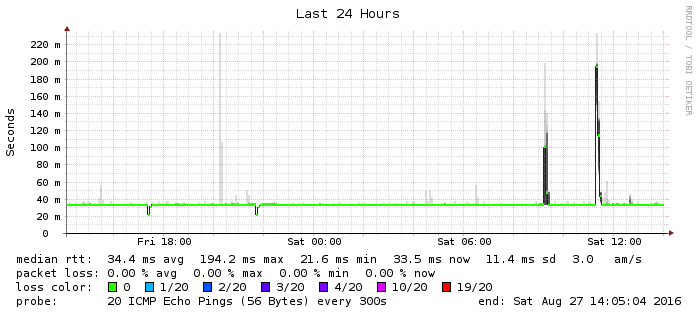 Last 24 Hours
RRDTOOL / TOBI OETIKER
Seconds
220 m
200 m
180 m
160 m
140 m
120 m
100 m
80 m
60 m
40 m
20 m
0
Fri 18:00 Sat 00:00 Sat 06:00 Sat 12:00
median rtt: 34.4 ms avg 194.2 ms max 21.6 ms min 33.5 ms now 11.4 ms sd 3.0 am/s
packet loss: 0.00 % avg 0.00 % max 0.00 % min 0.00 % now
loss color: 0 1/20 2/20 3/20 4/20 10/20 19/20
probe: 20 ICMP Echo Pings (56 Bytes) every 300s end: Sat Aug 27 14:05:04 2016